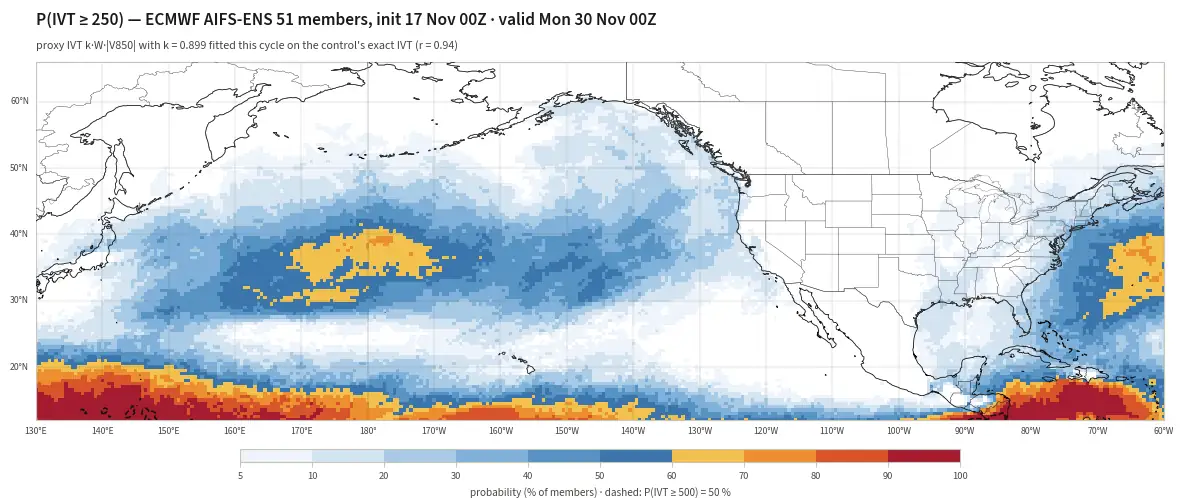 P(IVT ≥ 250) — ECMWF AIFS-ENS 51 members, init 17 Nov 00Z · valid Mon 30 Nov 00Z
proxy IVT k·W·|V850| with k = 0.899 fitted this cycle on the control's exact IVT (r = 0.94)
60°N
50°N
40°N
30°N
20°N
130°E 140°E 150°E 160°E 170°E 180° 170°W 160°W 150°W 140°W 130°W 120°W 110°W 100°W 90°W 80°W 70°W 60°W
5 10 20 30 40 50 60 70 80 90 100
probability (% of members) · dashed: P(IVT ≥ 500) = 50 %